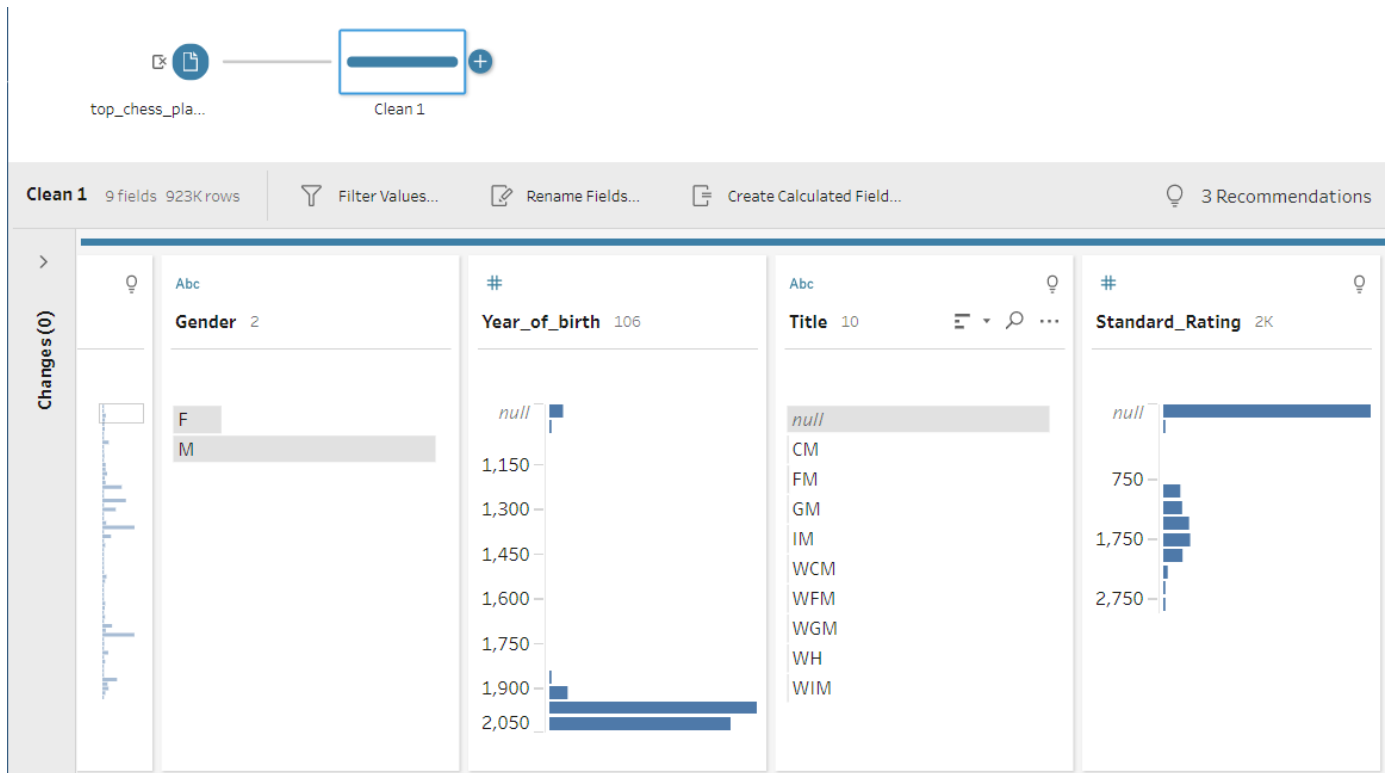 top_chess_pla...
Clean 1
Clean 1 9 fields 923K rows Filter Values... Rename Fields... Create Calculated Field... 3 Recommendations
Changes (0)
Abc
Gender 2
F
M
#
Year_of_birth 106
null
1,150
1,300
1,450
1,600
1,750
1,900
2,050
Abc
Title 10
null
CM
FM
GM
IM
WCM
WFM
WGM
WH
WIM
#
Standard_Rating 2K
null
750
1,750
2,750